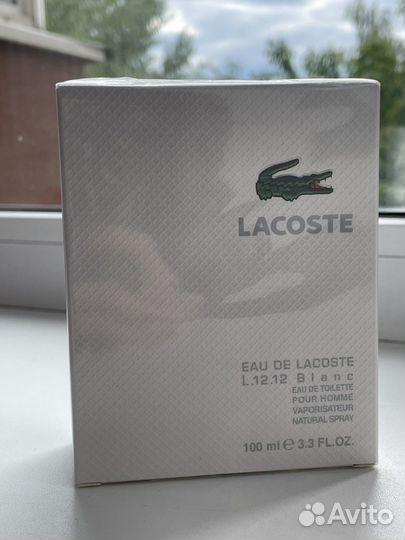 LACOSTE
EAU DE LACOSTE
L.12.12 Blanc
EAU DE TOILETTE
POUR HOMME
VAPORISATEUR
NATURAL SPRAY
100 ml ℮ 3.3 FL.OZ.
Avito